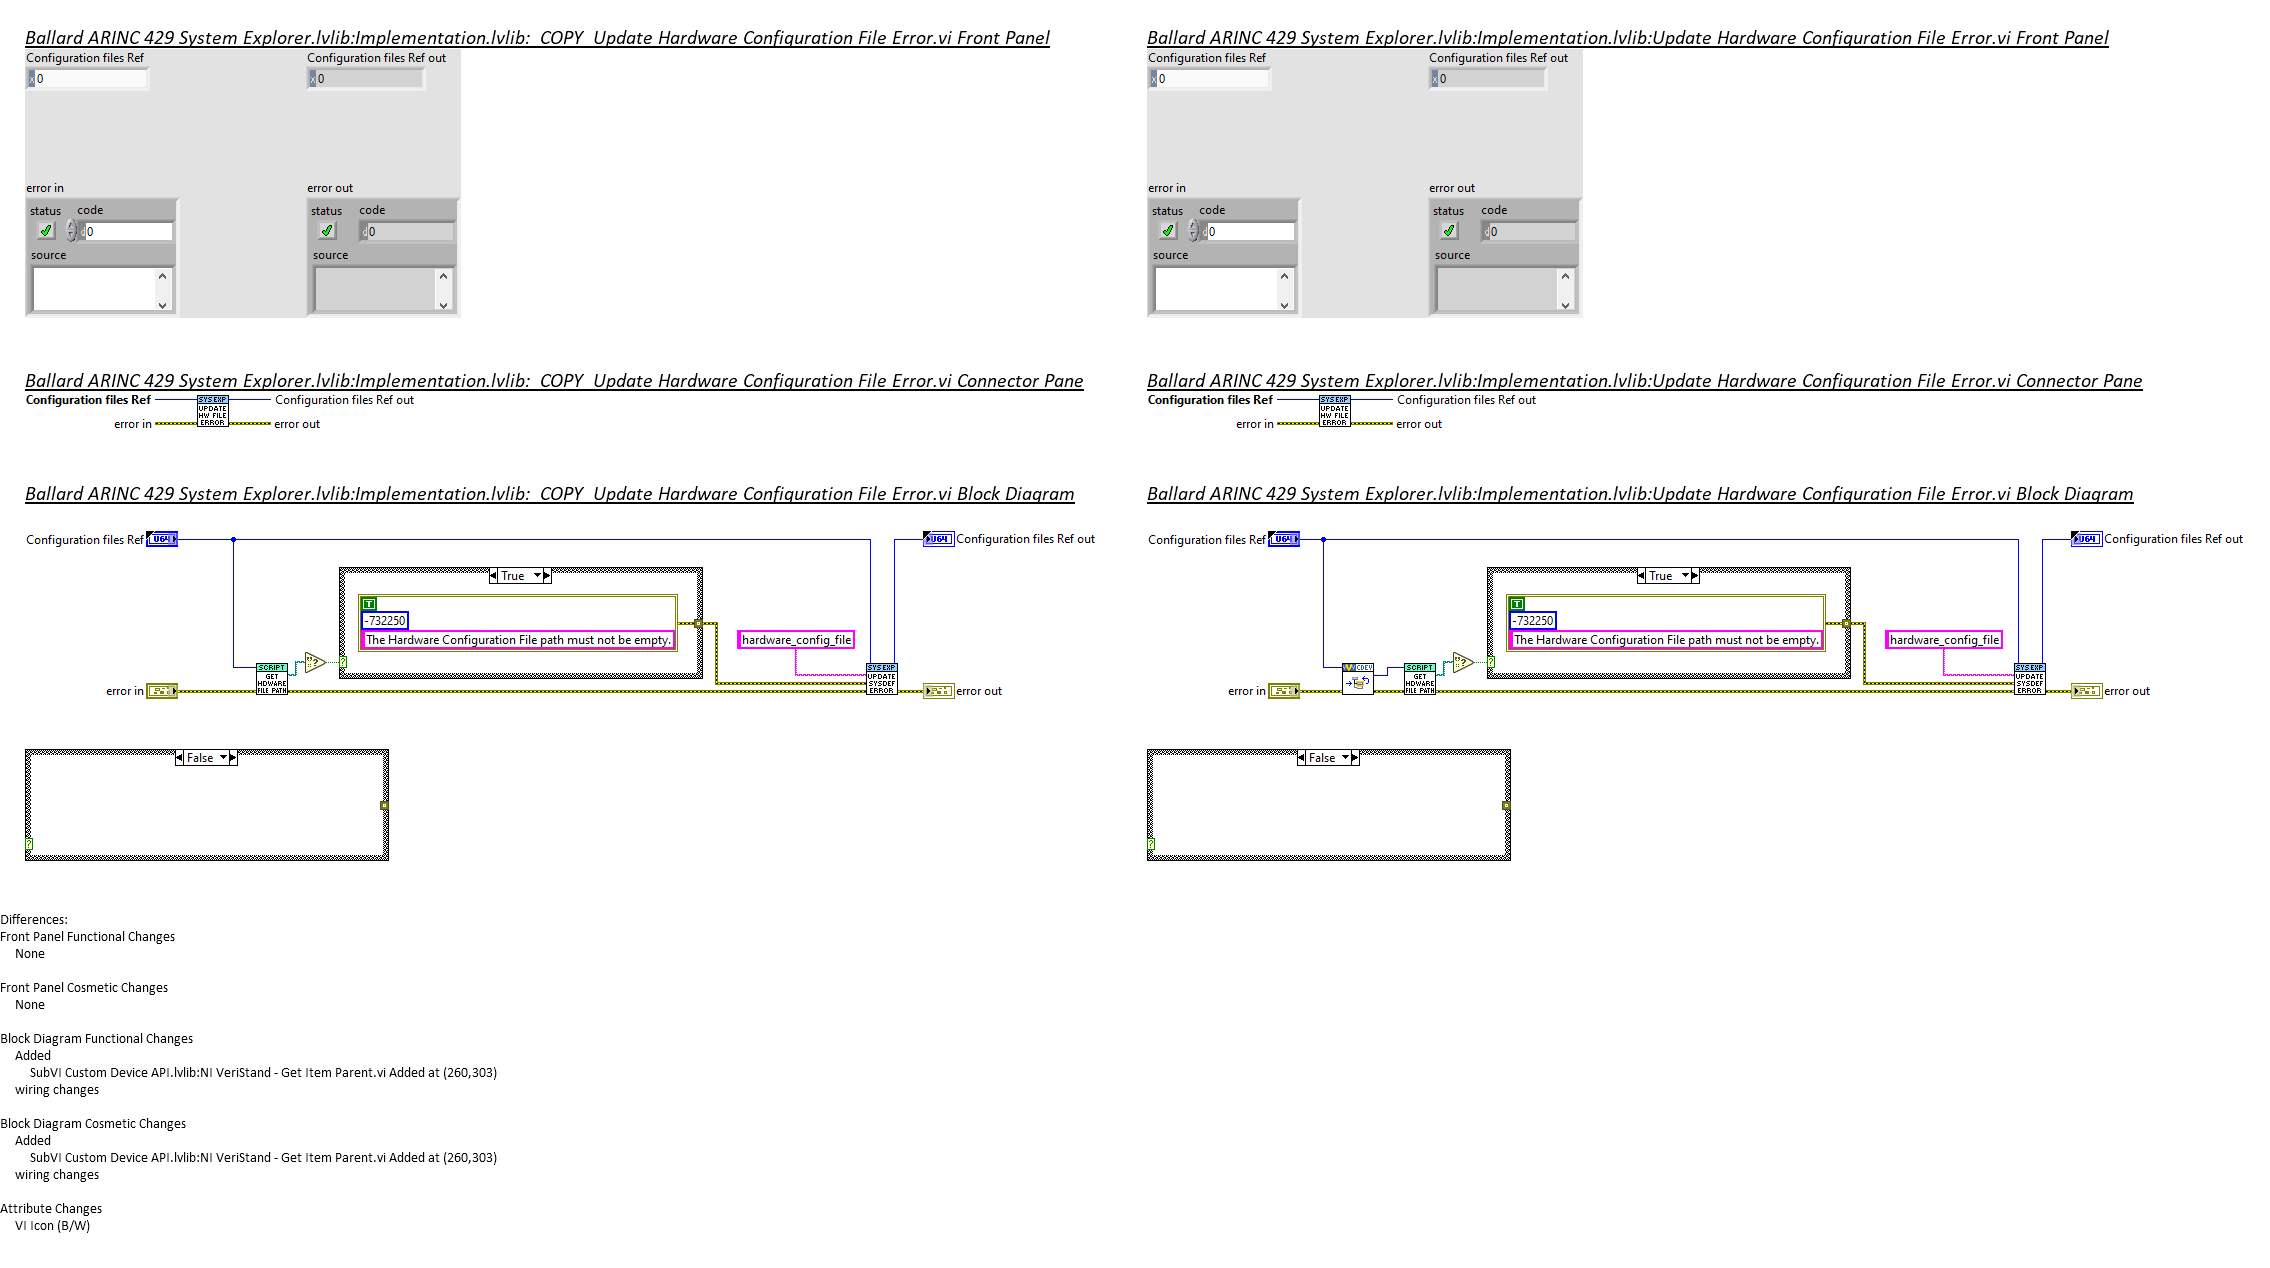 Ballard ARINC 429 System Explorer.lvlib:Implementation.lvlib:_COPY_Update Hardware Configuration File Error.vi Front Panel
Configuration files Ref
Configuration files Ref out
x 0
x 0
error in
error out
status code
status code
d 0
d 0
source
source
Ballard ARINC 429 System Explorer.lvlib:Implementation.lvlib:Update Hardware Configuration File Error.vi Front Panel
Configuration files Ref
Configuration files Ref out
x 0
x 0
error in
error out
status code
status code
d 0
d 0
source
source
Ballard ARINC 429 System Explorer.lvlib:Implementation.lvlib:_COPY_Update Hardware Configuration File Error.vi Connector Pane
Configuration files Ref
SYS EXP
UPDATE
HW FILE
ERROR
Configuration files Ref out
error in
error out
Ballard ARINC 429 System Explorer.lvlib:Implementation.lvlib:Update Hardware Configuration File Error.vi Connector Pane
Configuration files Ref
SYS EXP
UPDATE
HW FILE
ERROR
Configuration files Ref out
error in
error out
Ballard ARINC 429 System Explorer.lvlib:Implementation.lvlib:_COPY_Update Hardware Configuration File Error.vi Block Diagram
Configuration files Ref
U64
U64
Configuration files Ref out
True
T
-732250
The Hardware Configuration File path must not be empty.
hardware_config_file
?
?
SCRIPT
GET
HDWARE
FILE PATH
SYS EXP
UPDATE
SYSDEF
ERROR
error in
error out
False
?
Ballard ARINC 429 System Explorer.lvlib:Implementation.lvlib:Update Hardware Configuration File Error.vi Block Diagram
Configuration files Ref
U64
U64
Configuration files Ref out
True
T
-732250
The Hardware Configuration File path must not be empty.
hardware_config_file
?
?
CDEV
SCRIPT
GET
HDWARE
FILE PATH
SYS EXP
UPDATE
SYSDEF
ERROR
error in
error out
False
?
Differences:
Front Panel Functional Changes
None
Front Panel Cosmetic Changes
None
Block Diagram Functional Changes
Added
SubVI Custom Device API.lvlib:NI VeriStand - Get Item Parent.vi Added at (260,303)
wiring changes
Block Diagram Cosmetic Changes
Added
SubVI Custom Device API.lvlib:NI VeriStand - Get Item Parent.vi Added at (260,303)
wiring changes
Attribute Changes
VI Icon (B/W)